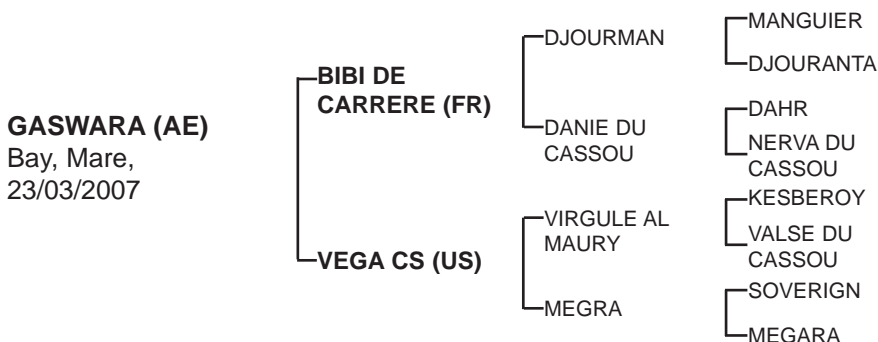 GASWARA (AE)
Bay, Mare,
23/03/2007
BIBI DE
CARRERE (FR)
VEGA CS (US)
DJOURMAN
DANIE DU
CASSOU
VIRGULE AL
MAURY
MEGRA
MANGUIER
DJOURANTA
DAHR
NERVA DU
CASSOU
KESBEROY
VALSE DU
CASSOU
SOVERIGN
MEGARA